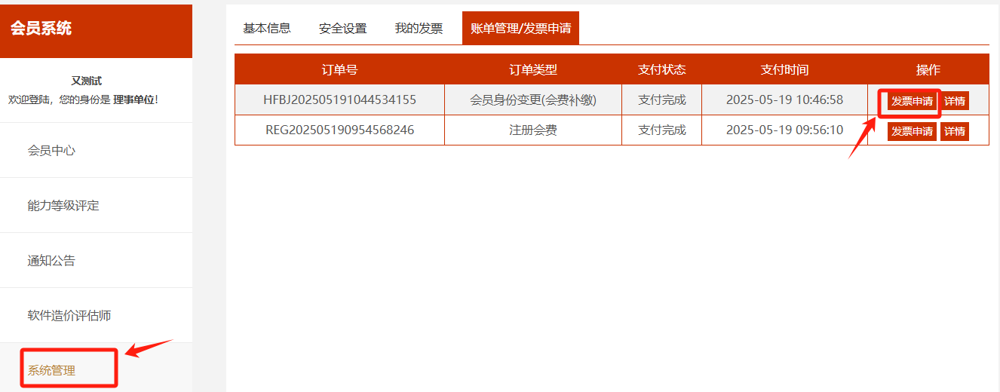 会员系统
又测试
欢迎登陆，您的身份是 理事单位！
会员中心
能力等级评定
通知公告
软件造价评估师
系统管理
基本信息 安全设置 我的发票 账单管理/发票申请
订单号 订单类型 支付状态 支付时间 操作
HFBJ202505191044534155 会员身份变更(会费补缴) 支付完成 2025-05-19 10:46:58 发票申请 详情
REG202505190954568246 注册会费 支付完成 2025-05-19 09:56:10 发票申请 详情